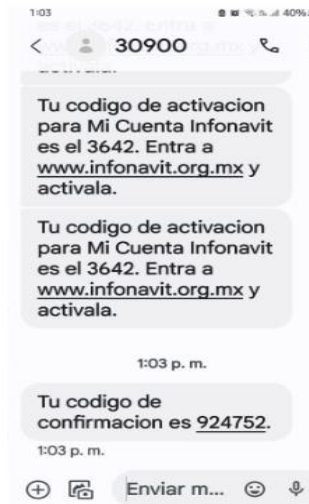 1:03
40%
30900
activala.
Tu codigo de activacion
para Mi Cuenta Infonavit
es el 3642. Entra a
www.infonavit.org.mx y
activala.
Tu codigo de activacion
para Mi Cuenta Infonavit
es el 3642. Entra a
www.infonavit.org.mx y
activala.
1:03 p. m.
Tu codigo de
confirmacion es 924752.
1:03 p. m.
Enviar m...